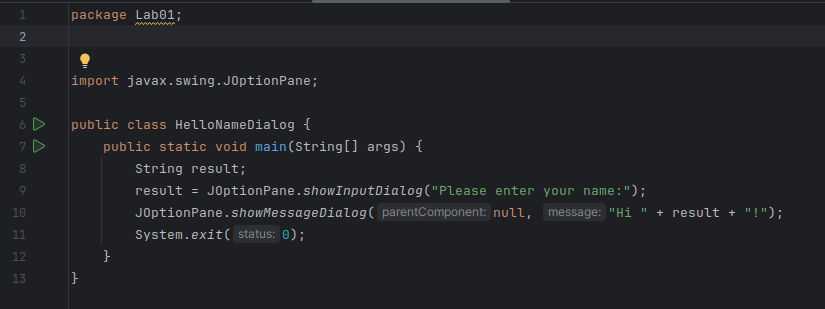 1 package Lab01;
2
3
4 import javax.swing.JOptionPane;
5
6 public class HelloNameDialog {
7 public static void main(String[] args) {
8 String result;
9 result = JOptionPane.showInputDialog("Please enter your name:");
10 JOptionPane.showMessageDialog( parentComponent: null, message: "Hi " + result + "!");
11 System.exit( status: 0);
12 }
13 }